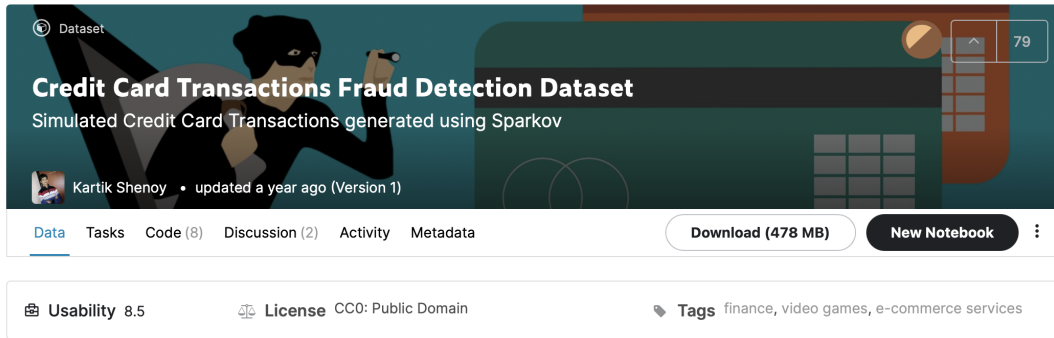 Dataset
79
Credit Card Transactions Fraud Detection Dataset
Simulated Credit Card Transactions generated using Sparkov
Kartik Shenoy • updated a year ago (Version 1)
Data Tasks Code (8) Discussion (2) Activity Metadata Download (478 MB) New Notebook
Usability 8.5 License CC0: Public Domain Tags finance, video games, e-commerce services